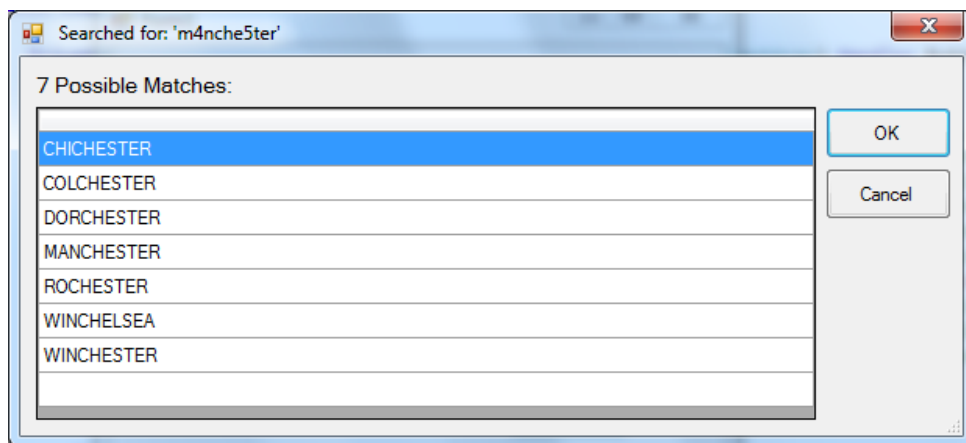 Searched for: 'm4nche5ter'
7 Possible Matches:
CHICHESTER
COLCHESTER
DORCHESTER
MANCHESTER
ROCHESTER
WINCHELSEA
WINCHESTER
OK
Cancel